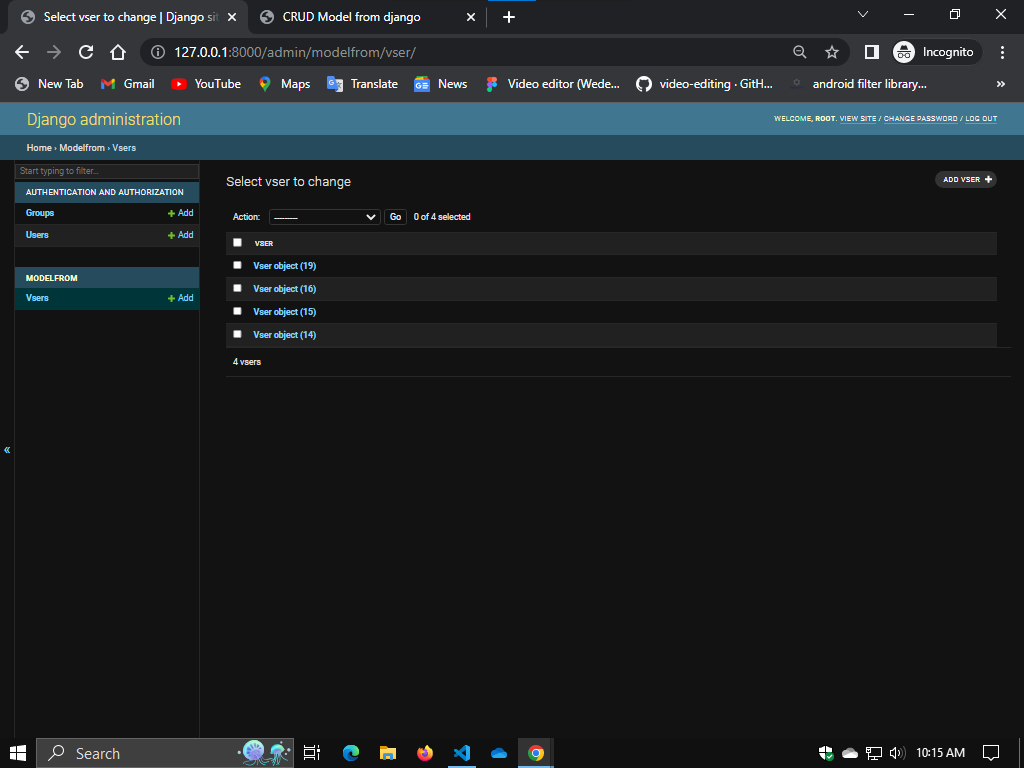 Select vser to change | Django sit
CRUD Model from django
127.0.0.1:8000/admin/modelfrom/vser/
Incognito
New Tab
Gmail
YouTube
Maps
Translate
News
Video editor (Wede...
video-editing · GitH...
android filter library...
»
Django administration
WELCOME, ROOT. VIEW SITE / CHANGE PASSWORD / LOG OUT
Home › Modelfrom › Vsers
Start typing to filter...
AUTHENTICATION AND AUTHORIZATION
Groups + Add
Users + Add
MODELFROM
Vsers + Add
«
Select vser to change
ADD VSER +
Action: --------- Go 0 of 4 selected
VSER
Vser object (19)
Vser object (16)
Vser object (15)
Vser object (14)
4 vsers
Search
10:15 AM